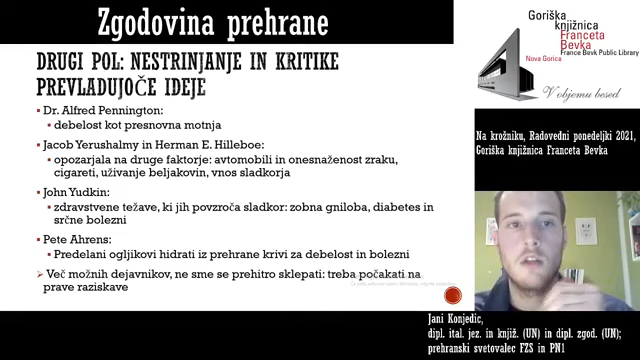 Zgodovina prehrane
DRUGI POL: NESTRINJANJE IN KRITIKE
PREVLADUJOČE IDEJE
Dr. Alfred Pennington:
debelost kot presnovna motnja
Jacob Yerushalmy in Herman E. Hilleboe:
opozarjala na druge faktorje: avtomobili in onesnaženost zraku,
cigareti, uživanje beljakovin, vnos sladkorja
John Yudkin:
zdravstvene težave, ki jih povzroča sladkor: zobna gniloba, diabetes in
srčne bolezni
Pete Ahrens:
Predelani ogljikovi hidrati iz prehrane krivi za debelost in bolezni
Več možnih dejavnikov, ne sme se prehitro sklepati: treba počakati na
prave raziskave
Goriška
knjižnica
Franceta
Bevka
France Bevk Public Library
Nova Gorica
V objemu besed
Na krožniku, Radovedni ponedeljki 2021,
Goriška knjižnica Franceta Bevka
Jani Konjedic,
dipl. ital. jez. in knjiž. (UN) in dipl. zgod. (UN);
prehranski svetovalec FZS in PN1